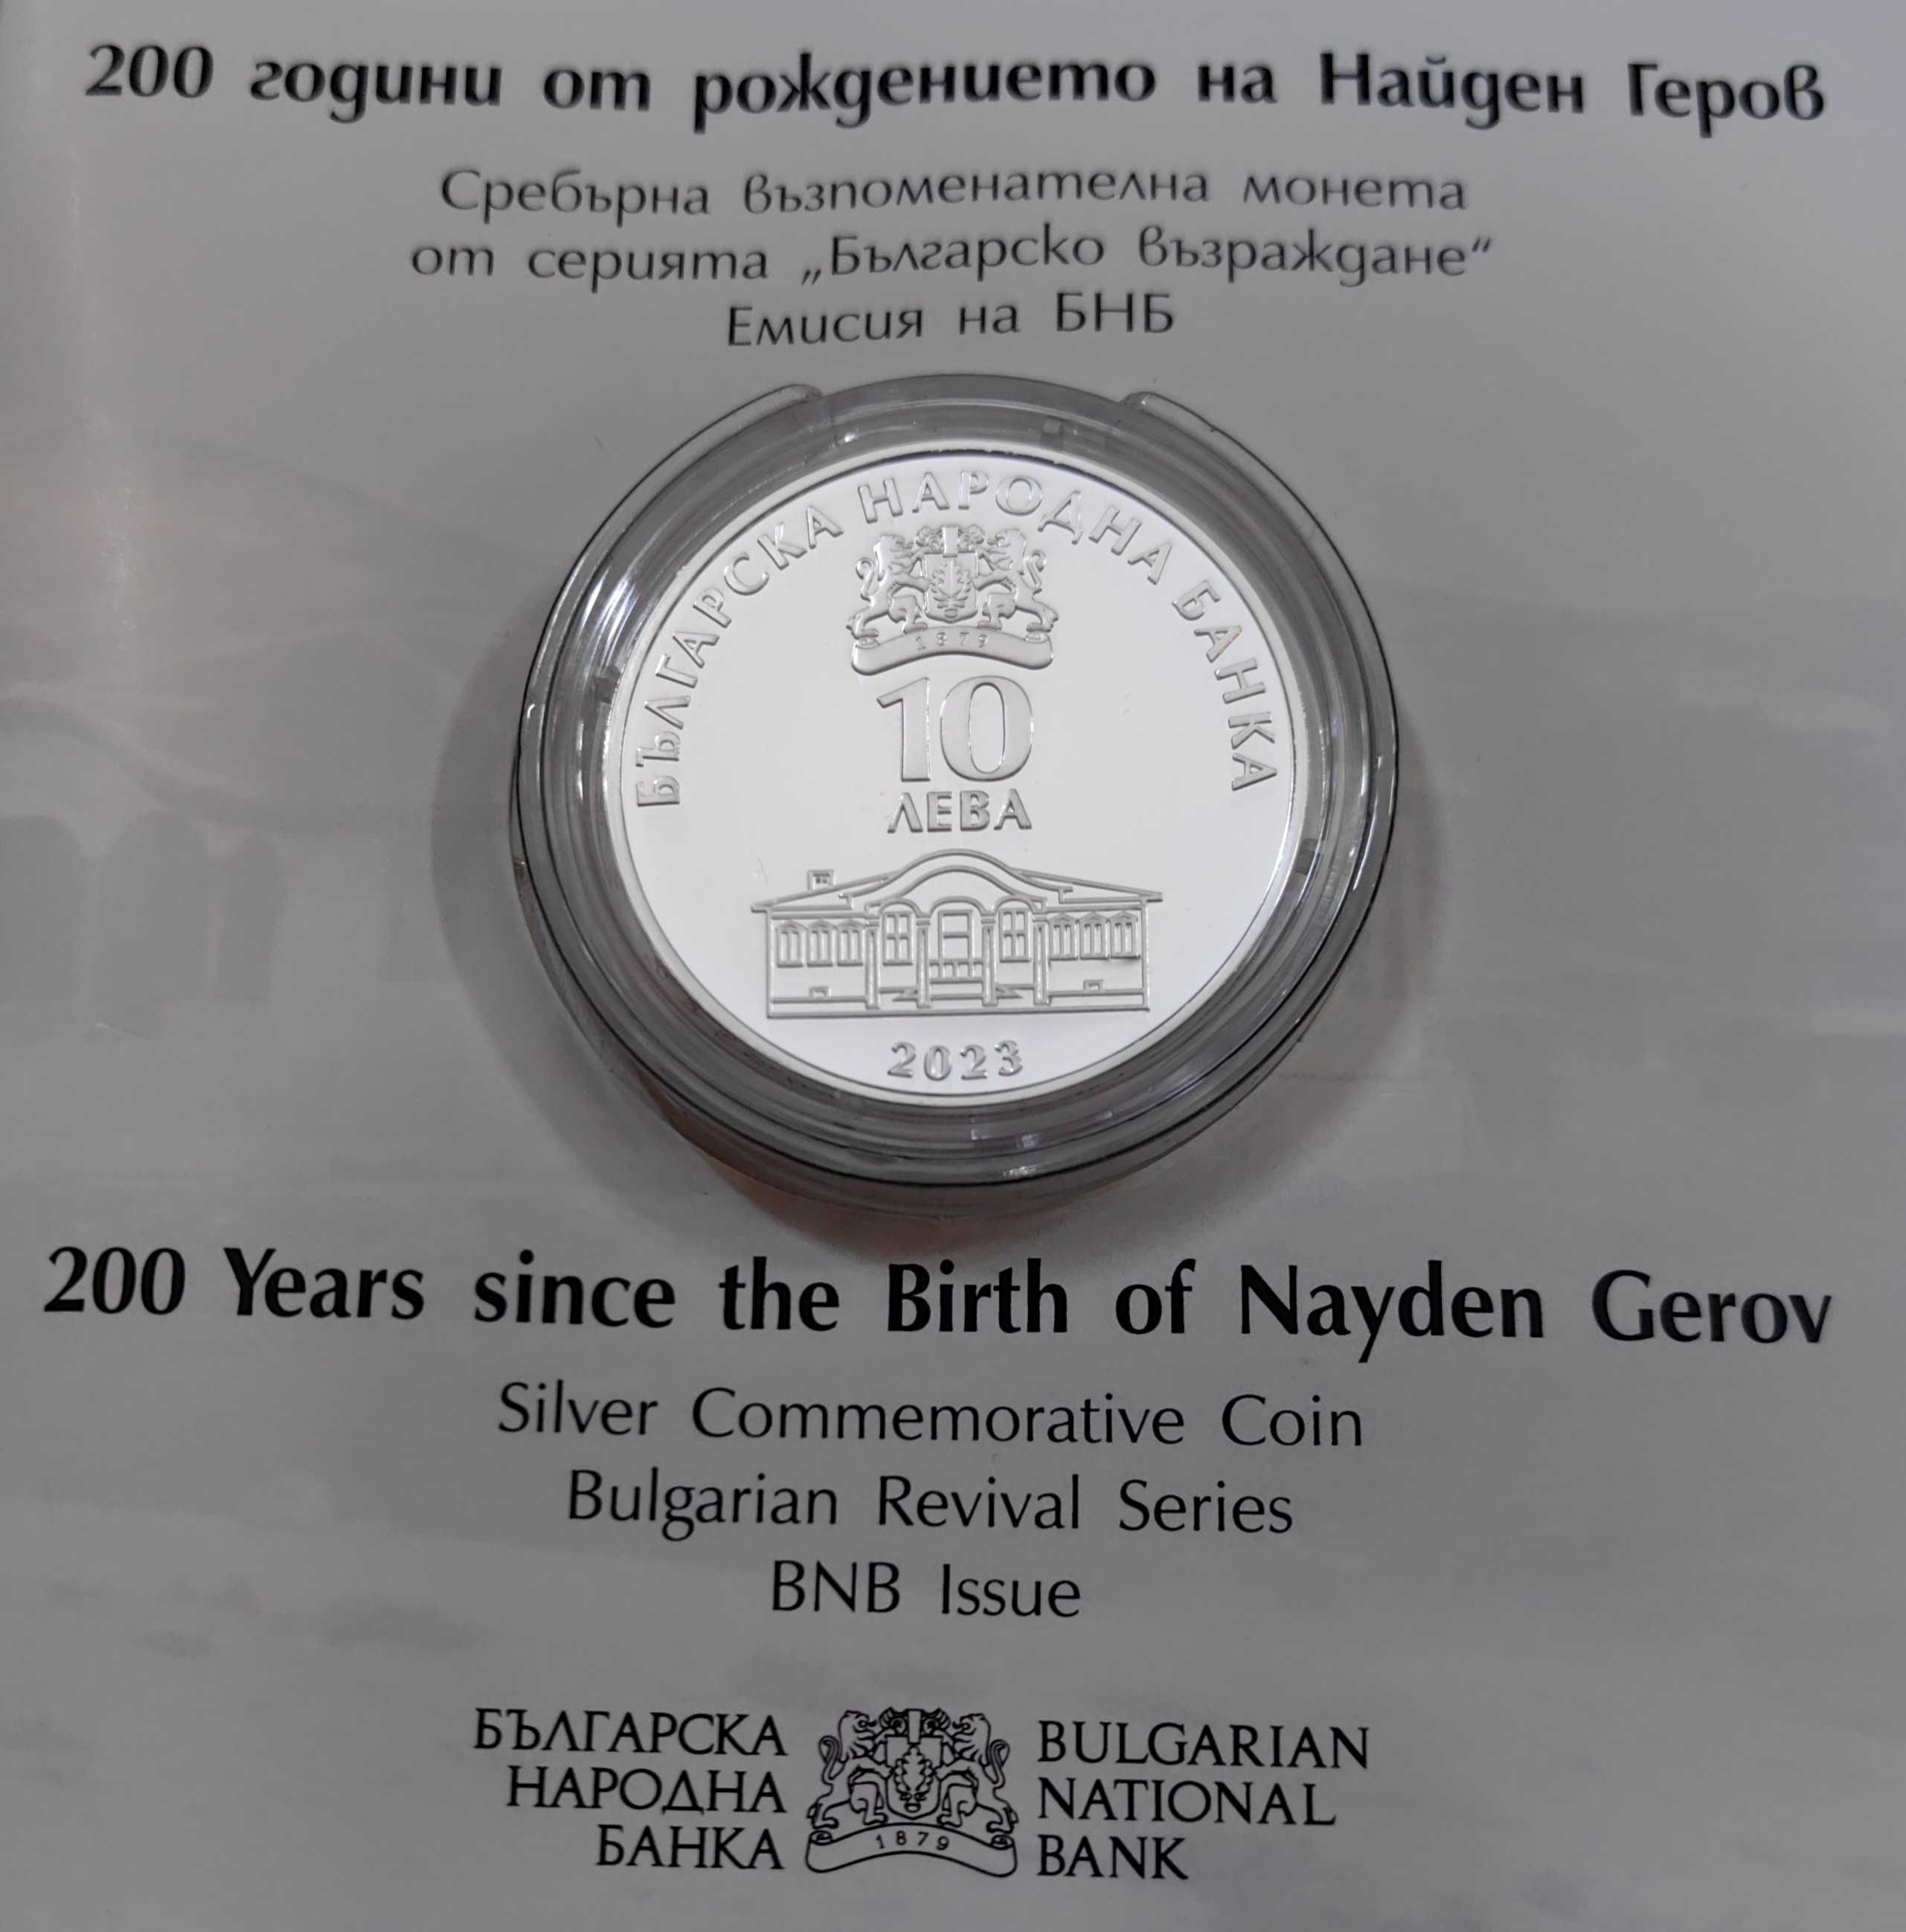 200 години от рождението на Найден Геров
Сребърна възпоменателна монета
от серията „Българско възраждане“
Емисия на БНБ
БЪЛГАРСКА НАРОДНА БАНКА
1879
10
ЛЕВА
2023
200 Years since the Birth of Nayden Gerov
Silver Commemorative Coin
Bulgarian Revival Series
BNB Issue
БЪЛГАРСКА
НАРОДНА
БАНКА
1879
BULGARIAN
NATIONAL
BANK